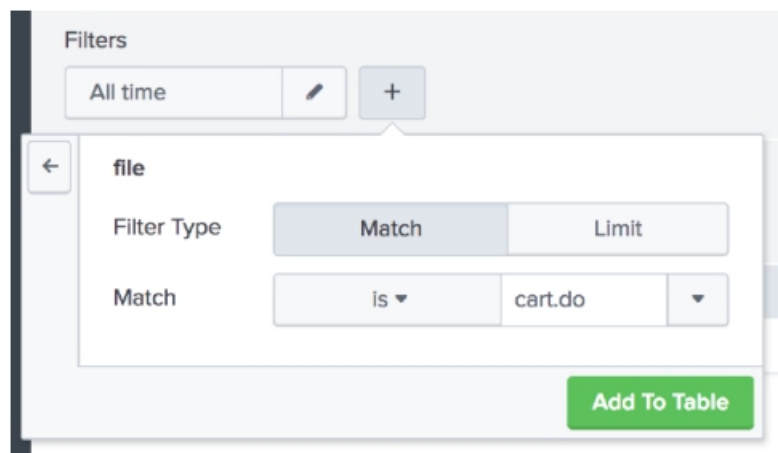 Filters
All time
+
file
Filter Type Match Limit
Match is cart.do
Add To Table